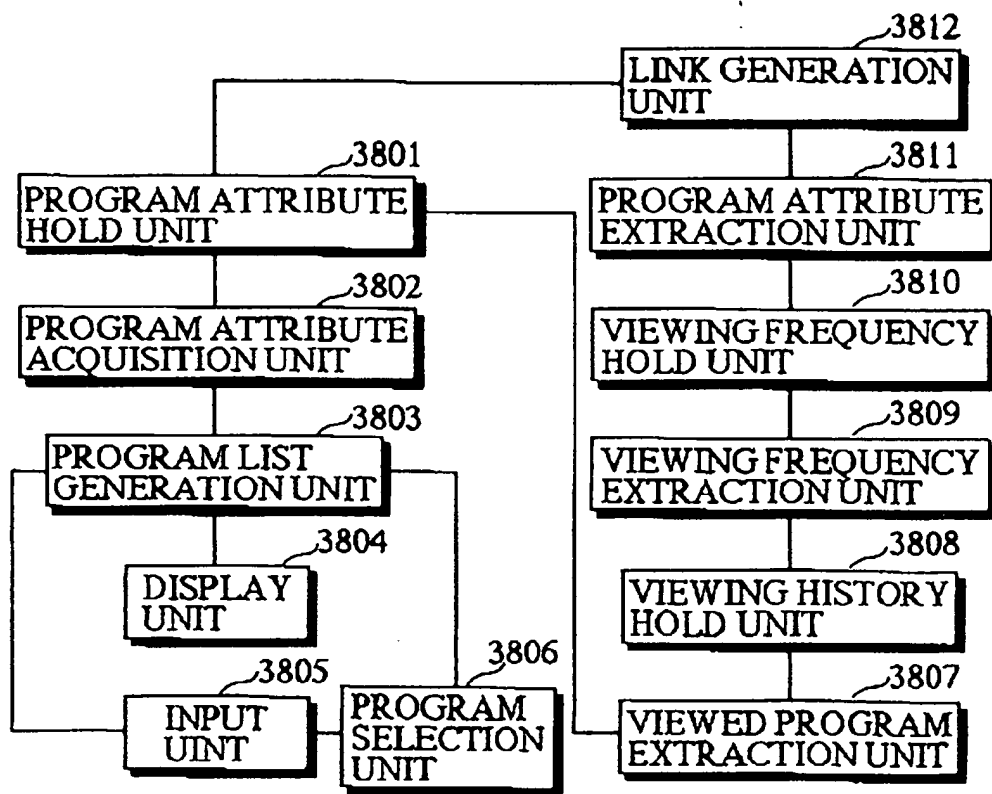 3812
LINK GENERATION
UNIT
3801
PROGRAM ATTRIBUTE
HOLD UNIT
3811
PROGRAM ATTRIBUTE
EXTRACTION UNIT
3802
PROGRAM ATTRIBUTE
ACQUISITION UNIT
3810
VIEWING FREQUENCY
HOLD UNIT
3803
PROGRAM LIST
GENERATION UNIT
3809
VIEWING FREQUENCY
EXTRACTION UNIT
3804
DISPLAY
UNIT
3808
VIEWING HISTORY
HOLD UNIT
3805
INPUT
UINT
3806
PROGRAM
SELECTION
UNIT
3807
VIEWED PROGRAM
EXTRACTION UNIT